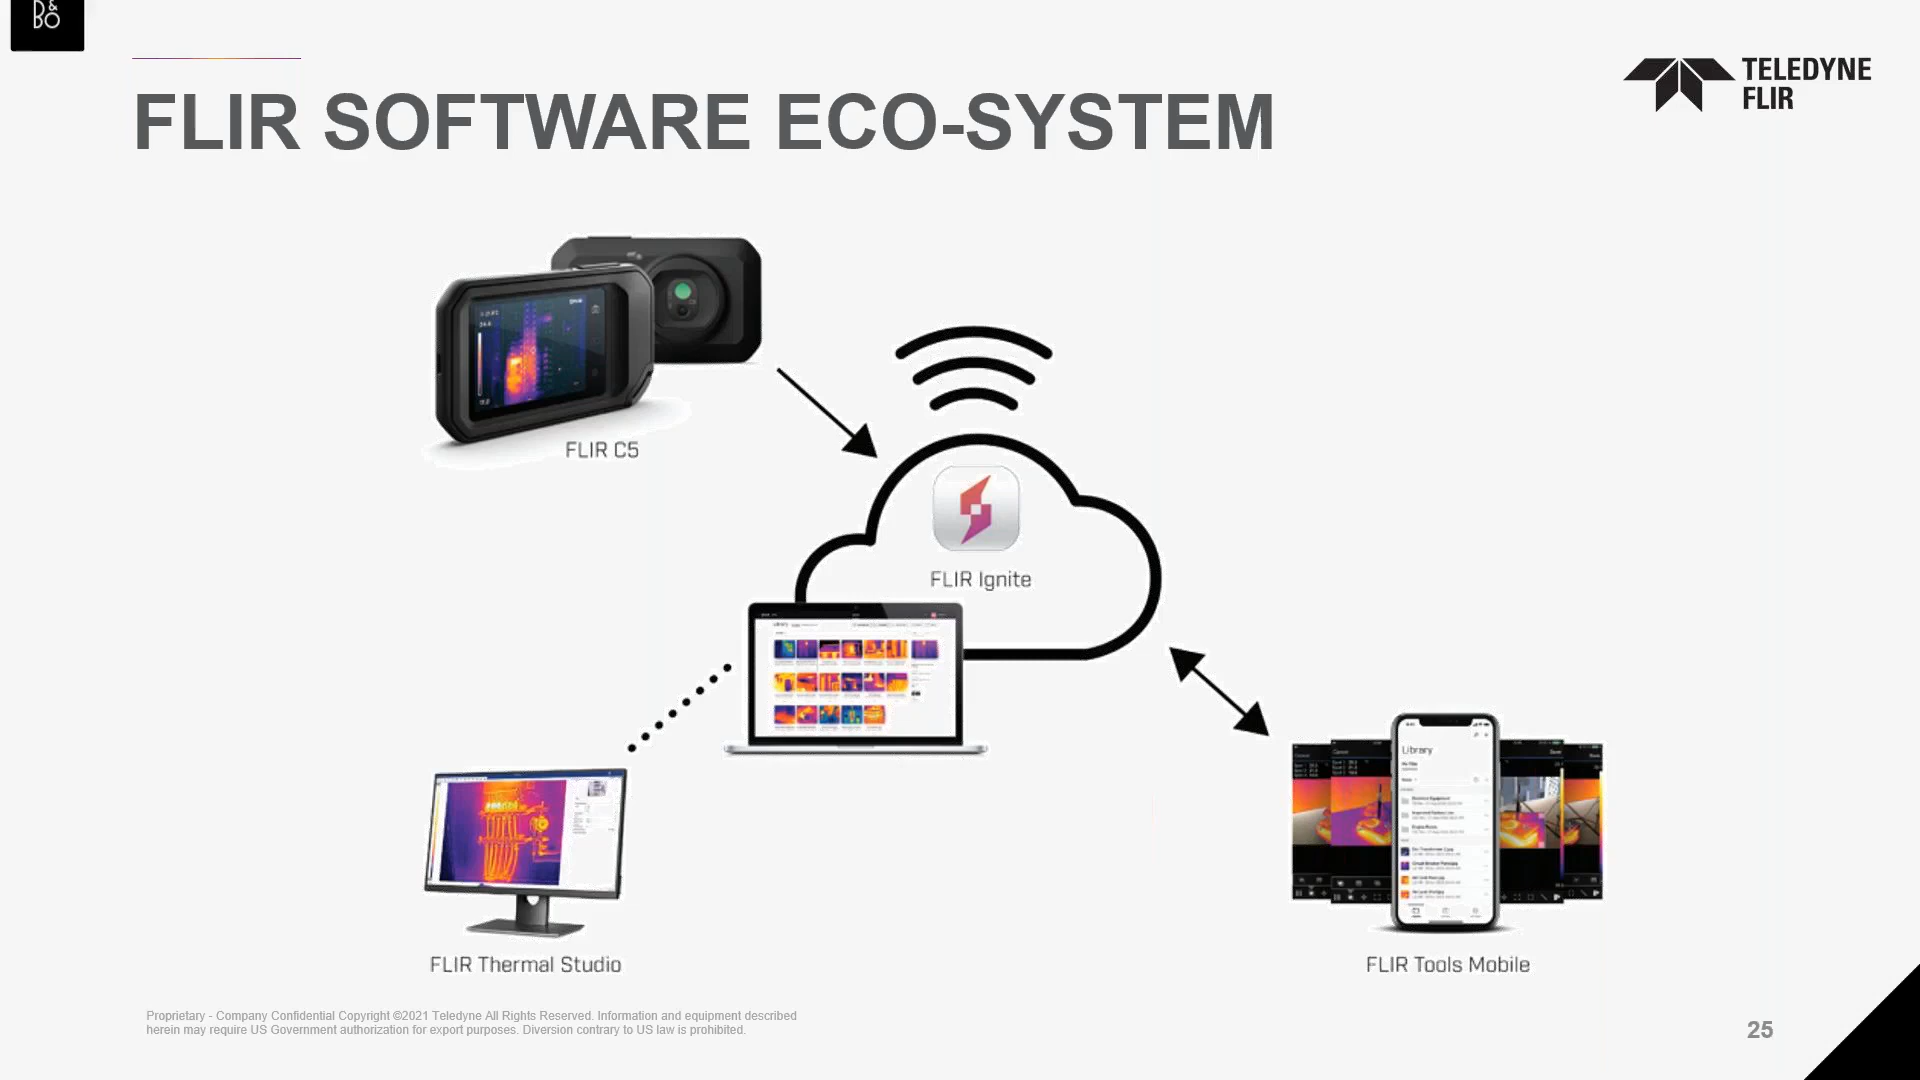 B&
BO
TELEDYNE
FLIR
FLIR SOFTWARE ECO-SYSTEM
FLIR C5
FLIR Ignite
Library
Library
FLIR Thermal Studio
FLIR Tools Mobile
Proprietary - Company Confidential Copyright ©2021 Teledyne All Rights Reserved. Information and equipment described
herein may require US Government authorization for export purposes. Diversion contrary to US law is prohibited.
25